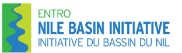 ENTRO
NILE BASIN INITIATIVE
INITIATIVE DU BASSIN DU NIL